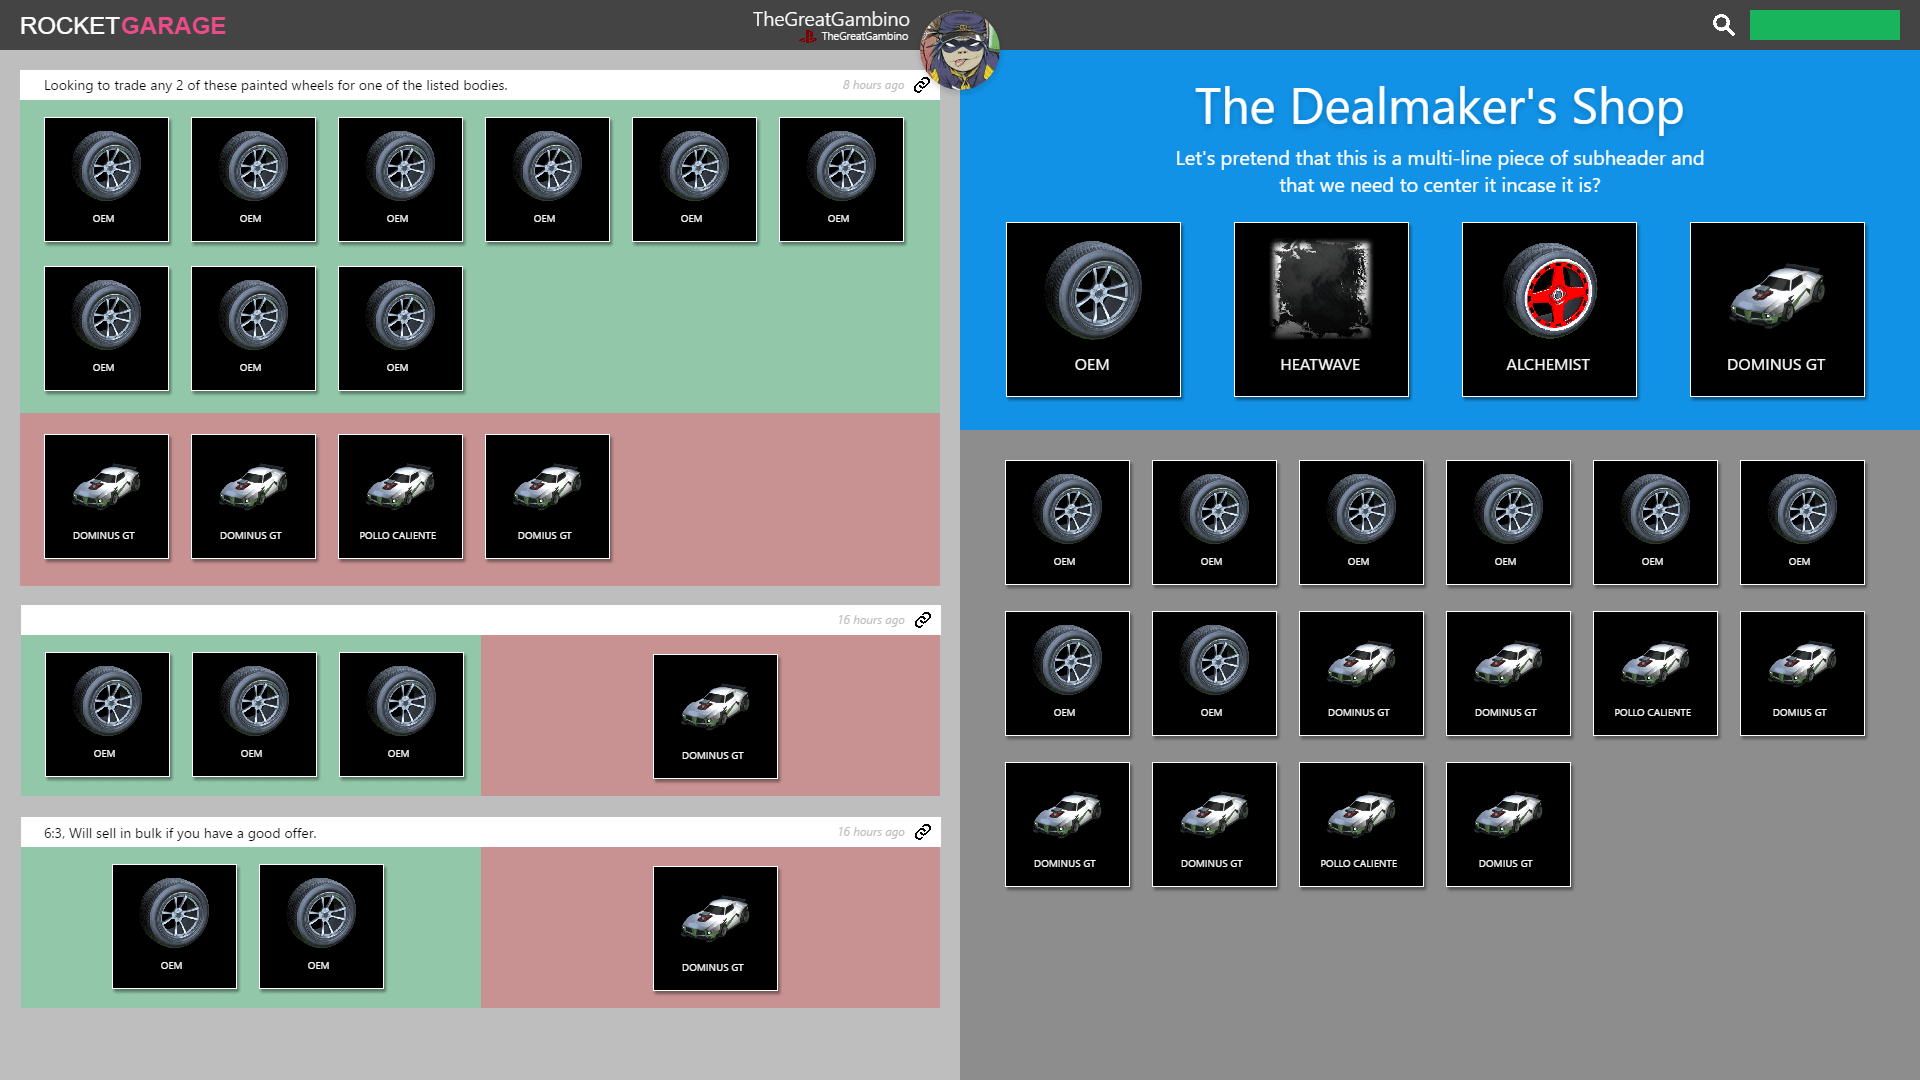 ROCKETGARAGE
TheGreatGambino
TheGreatGambino
Looking to trade any 2 of these painted wheels for one of the listed bodies.
8 hours ago
OEM
OEM
OEM
OEM
OEM
OEM
OEM
OEM
OEM
DOMINUS GT
DOMINUS GT
POLLO CALIENTE
DOMIUS GT
16 hours ago
OEM
OEM
OEM
DOMINUS GT
6:3, Will sell in bulk if you have a good offer.
16 hours ago
OEM
OEM
DOMINUS GT
The Dealmaker's Shop
Let's pretend that this is a multi-line piece of subheader and
that we need to center it incase it is?
OEM
HEATWAVE
ALCHEMIST
DOMINUS GT
OEM
OEM
OEM
OEM
OEM
OEM
OEM
OEM
DOMINUS GT
DOMINUS GT
POLLO CALIENTE
DOMIUS GT
DOMINUS GT
DOMINUS GT
POLLO CALIENTE
DOMIUS GT